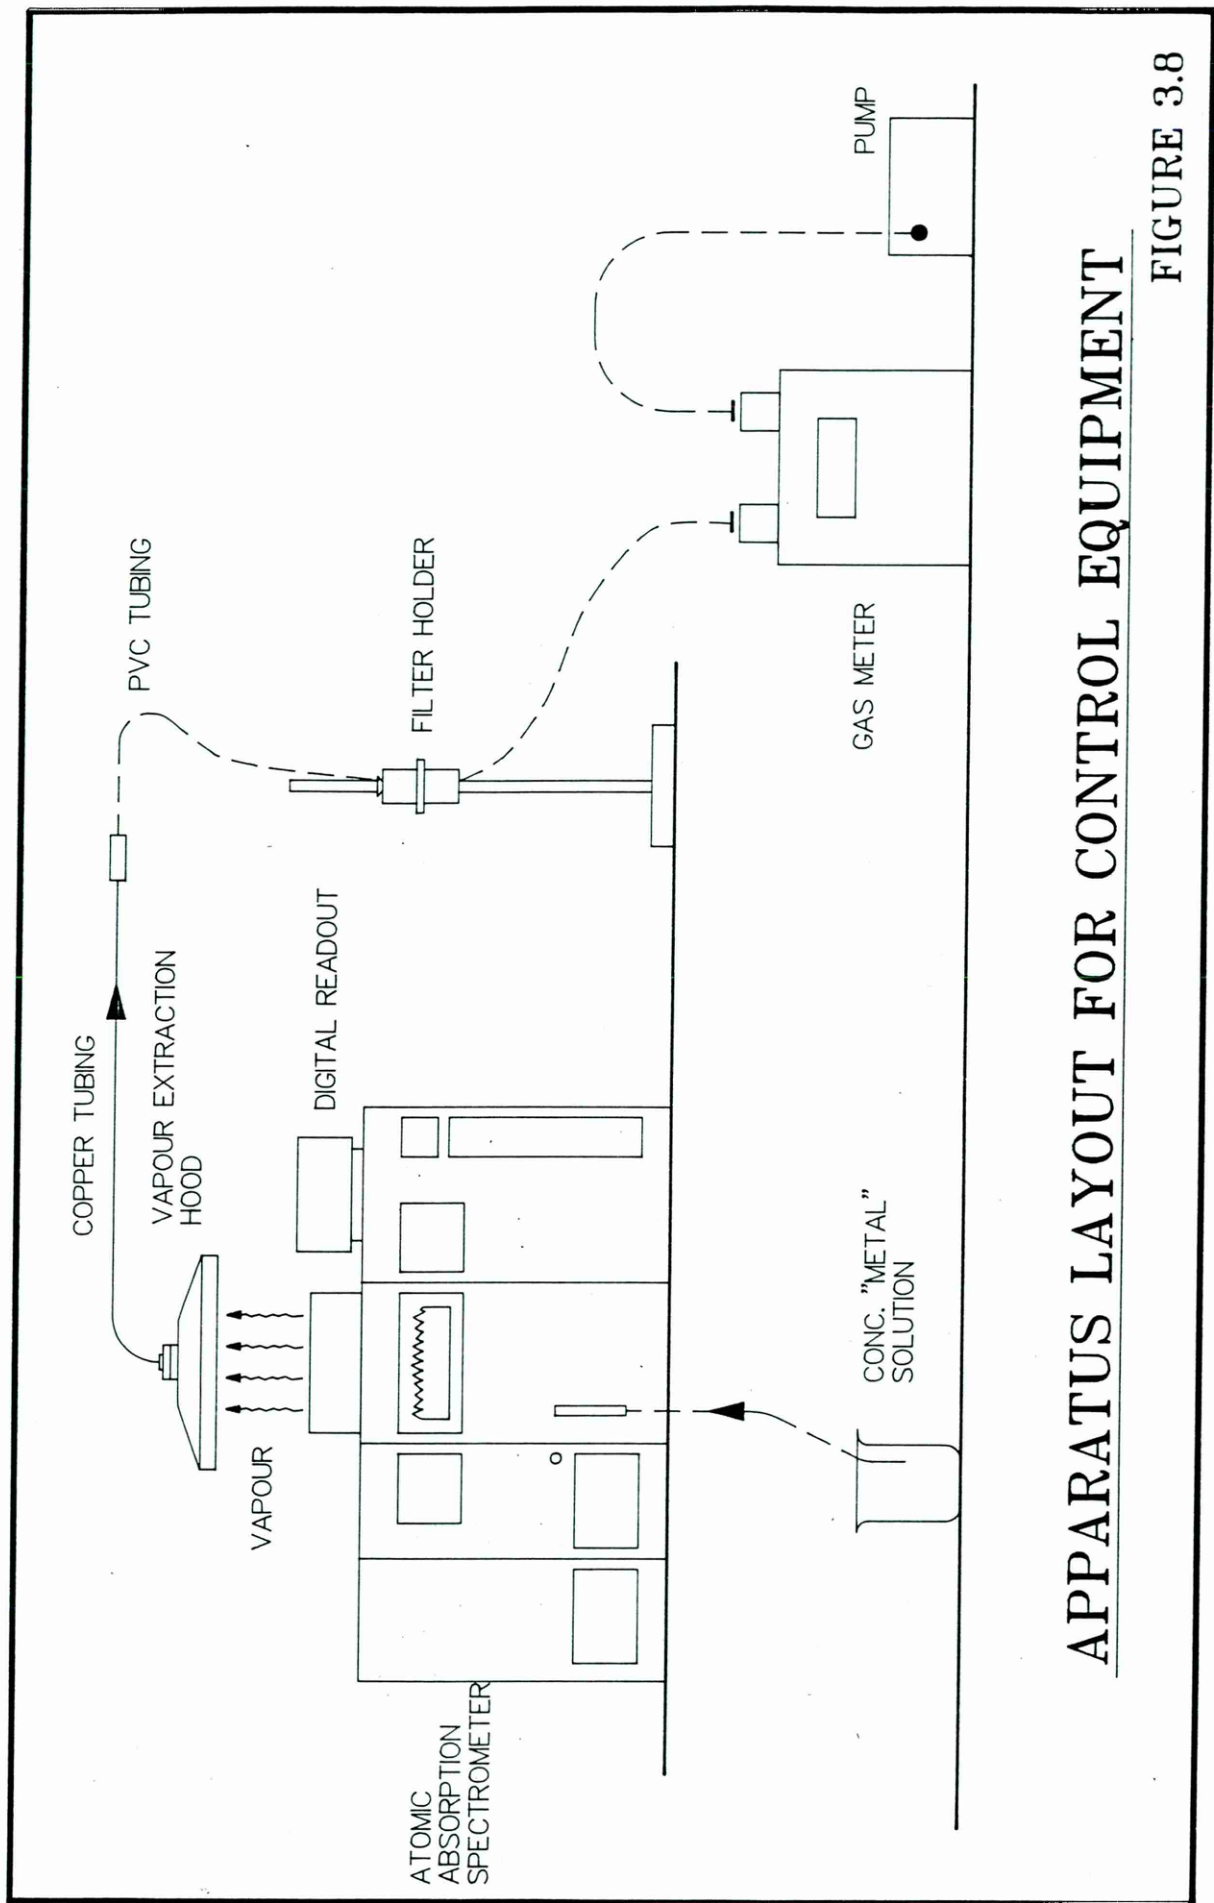 COPPER TUBING
VAPOUR EXTRACTION
HOOD
PVC TUBING
VAPOUR
DIGITAL READOUT
FILTER HOLDER
ATOMIC
ABSORPTION
SPECTROMETER
CONC. "METAL"
SOLUTION
GAS METER
PUMP
APPARATUS LAYOUT FOR CONTROL EQUIPMENT
FIGURE 3.8